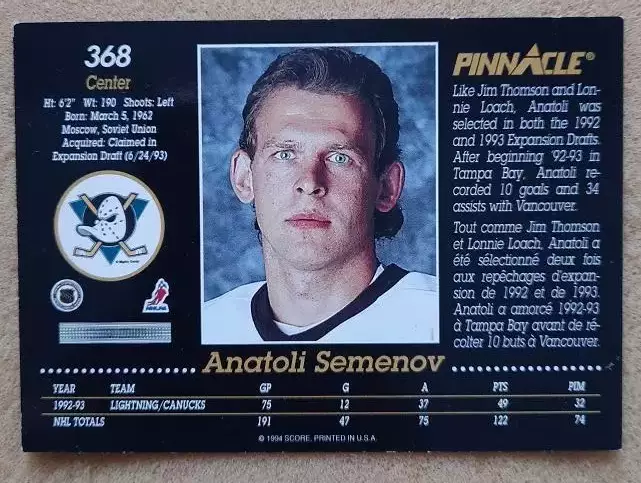 368
Center
Ht: 6'2" Wt: 190 Shoots: Left
Born: March 5, 1962
Moscow, Soviet Union
Acquired: Claimed in
Expansion Draft (6/24/93)
NHLPA
PINNACLE®
Like Jim Thomson and Lon-
nie Loach, Anatoli was
selected in both the 1992
and 1993 Expansion Drafts.
After beginning '92-93 in
Tampa Bay, Anatoli re-
corded 10 goals and 34
assists with Vancouver.
Tout comme Jim Thomson
et Lonnie Loach, Anatoli a
été sélectionné deux fois
aux repêchages d'expan-
sion de 1992 et de 1993.
Anatoli a amorcé 1992-93
à Tampa Bay avant de ré-
colter 10 buts à Vancouver.
Anatoli Semenov
YEAR TEAM GP G A PTS PIM
1992-93 LIGHTNING/CANUCKS 75 12 37 49 32
NHL TOTALS 191 47 75 122 74
© 1994 SCORE, PRINTED IN U.S.A.